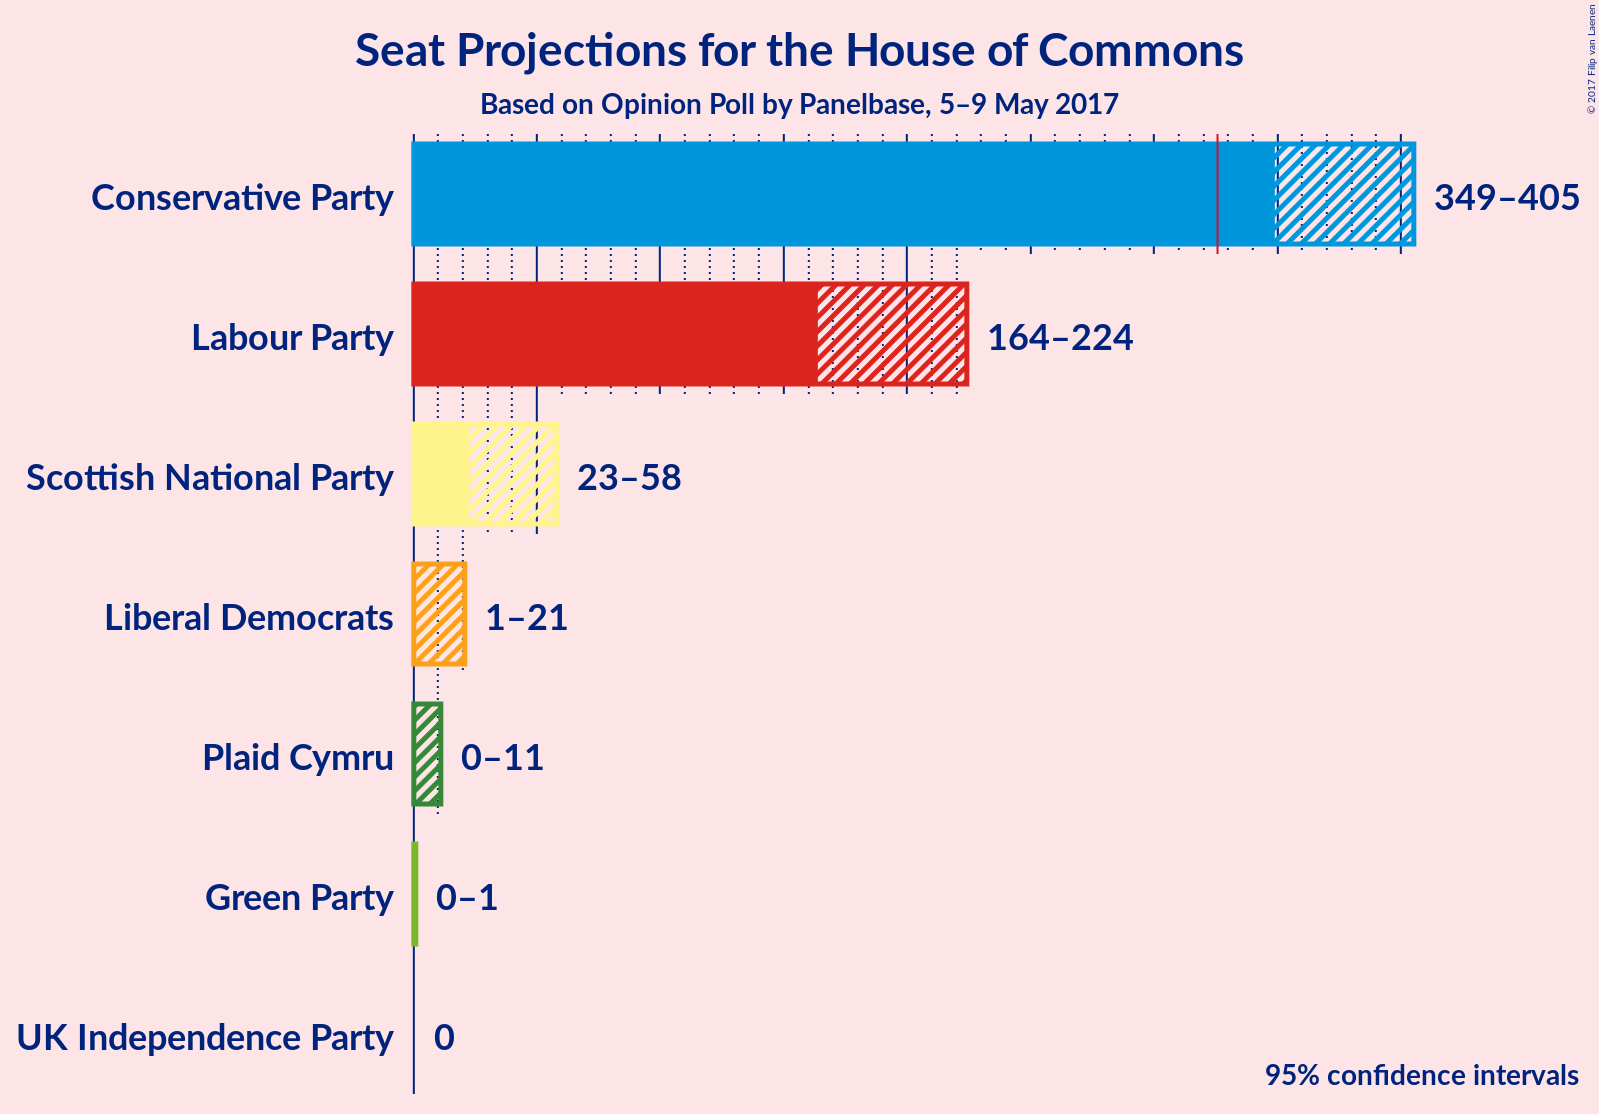 Seat Projections for the House of Commons
Based on Opinion Poll by Panelbase, 5–9 May 2017
© 2017 Filip van Laenen
Conservative Party 349–405
Labour Party 164–224
Scottish National Party 23–58
Liberal Democrats 1–21
Plaid Cymru 0–11
Green Party 0–1
UK Independence Party 0
95% confidence intervals